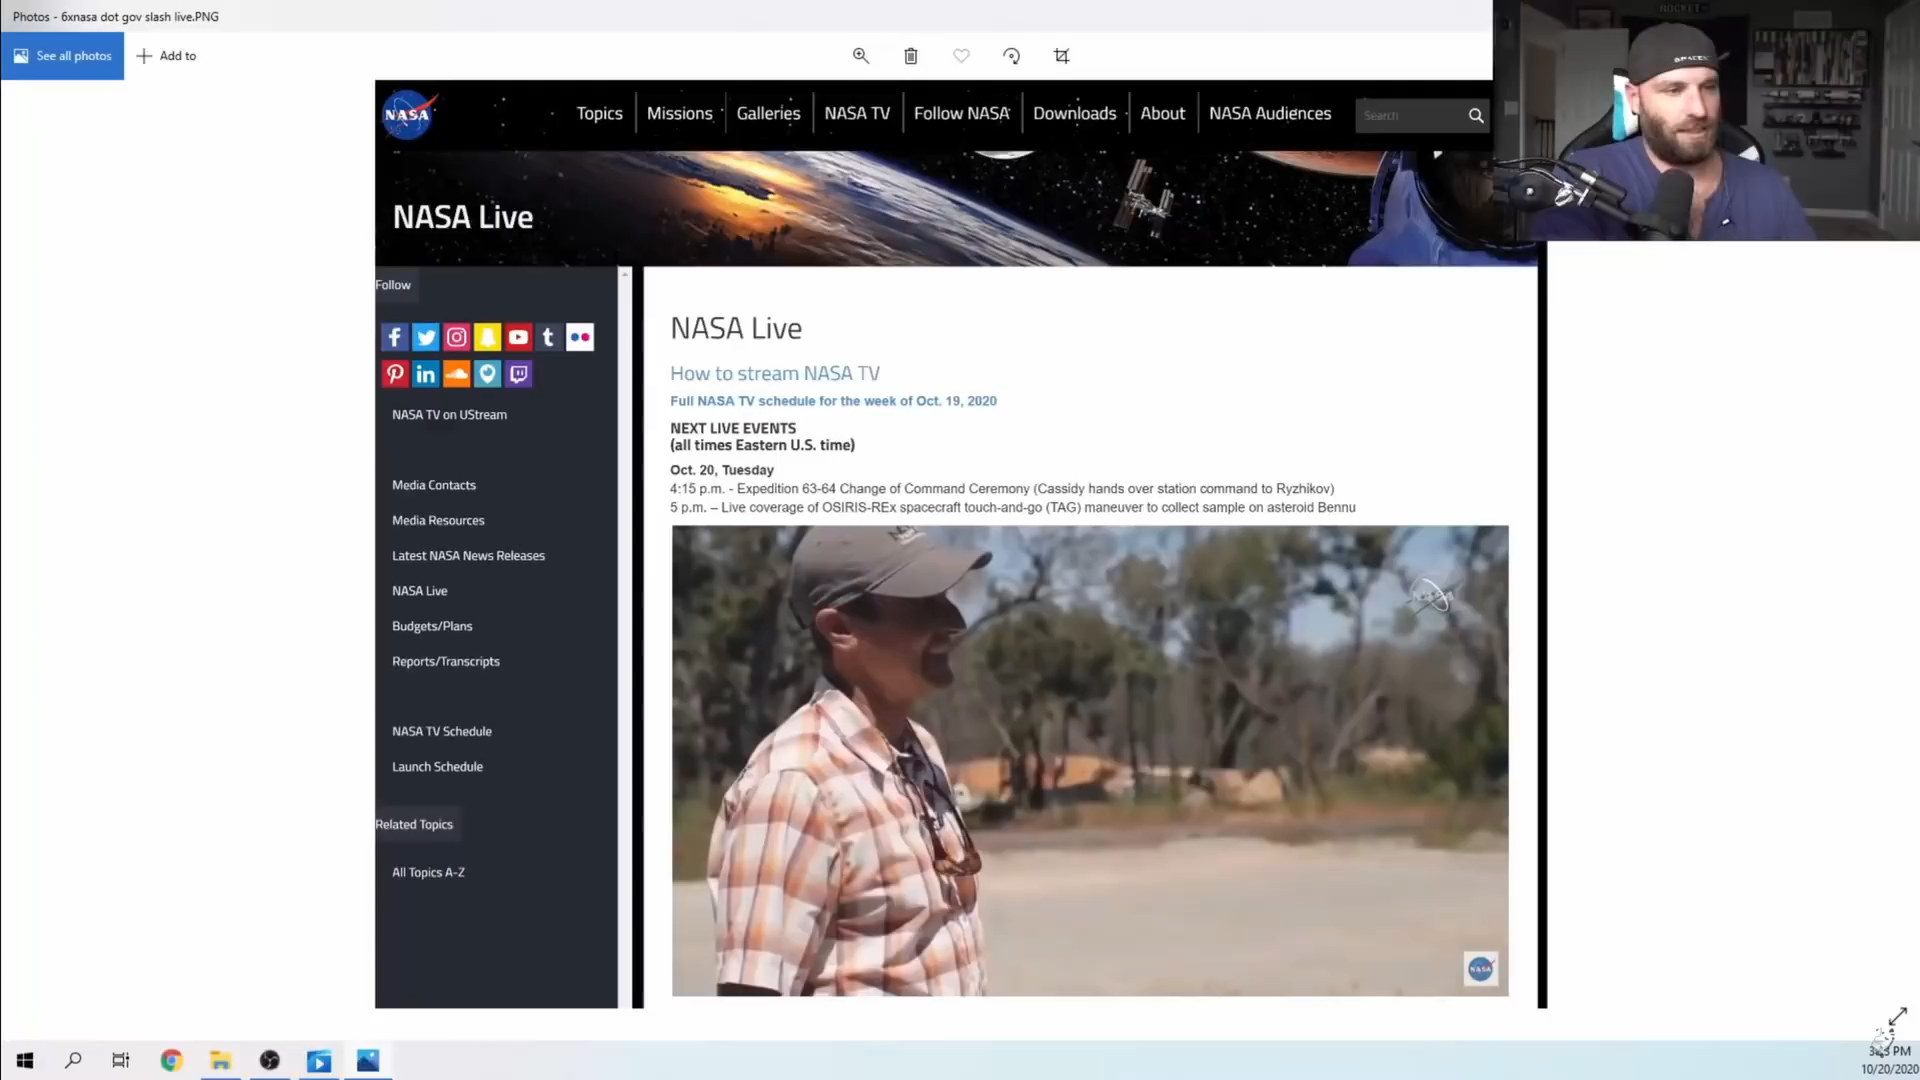 Photos - 6xnasa dot gov slash live.PNG
See all photos
Add to
NASA
Topics
Missions
Galleries
NASA TV
Follow NASA
Downloads
About
NASA Audiences
Search
NASA Live
Follow
NASA TV on UStream
Media Contacts
Media Resources
Latest NASA News Releases
NASA Live
Budgets/Plans
Reports/Transcripts
NASA TV Schedule
Launch Schedule
Related Topics
All Topics A-Z
NASA Live
How to stream NASA TV
Full NASA TV schedule for the week of Oct. 19, 2020
NEXT LIVE EVENTS
(all times Eastern U.S. time)
Oct. 20, Tuesday
4:15 p.m. - Expedition 63-64 Change of Command Ceremony (Cassidy hands over station command to Ryzhikov)
5 p.m. – Live coverage of OSIRIS-REx spacecraft touch-and-go (TAG) maneuver to collect sample on asteroid Bennu
NASA
NASA
PM
10/20/2020